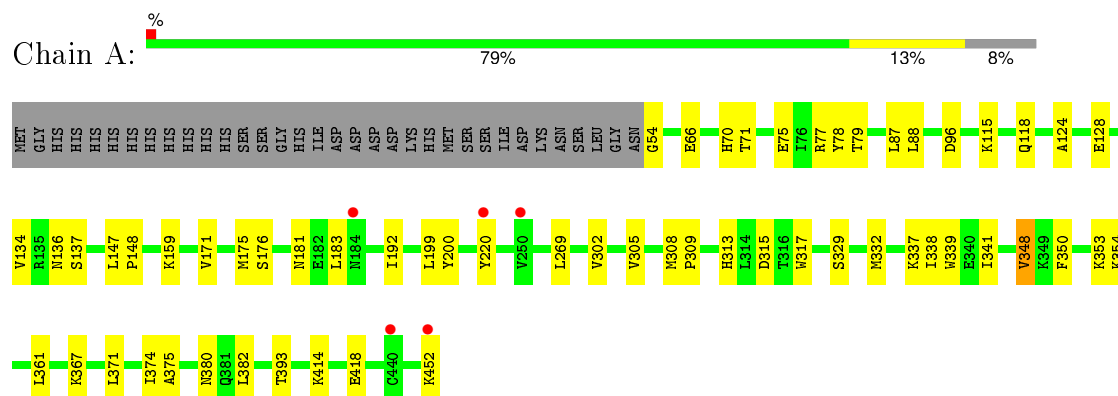 %
Chain A:
79% 13% 8%
MET GLY HIS HIS HIS HIS HIS HIS HIS HIS HIS HIS SER SER GLY HIS ILE ASP ASP ASP ASP LYS HIS MET SER SER ILE ASP LYS ASN SER LEU GLY ASN G54 E66 H70 T71 E75 I76 R77 Y78 T79 L87 L88 D96 K115 Q118 A124 E128
V134 R135 N136 S137 L147 P148 K159 V171 M175 S176 N181 E182 L183 N184 I192 L199 Y200 Y220 V250 L269 V302 V305 M308 P309 H313 L314 D315 T316 W317 S329 M332 K337 I338 W339 E340 I341 V348 K349 F350 K353 K354
L361 K367 L371 I374 A375 N380 Q381 L382 T393 K414 E418 C440 K452